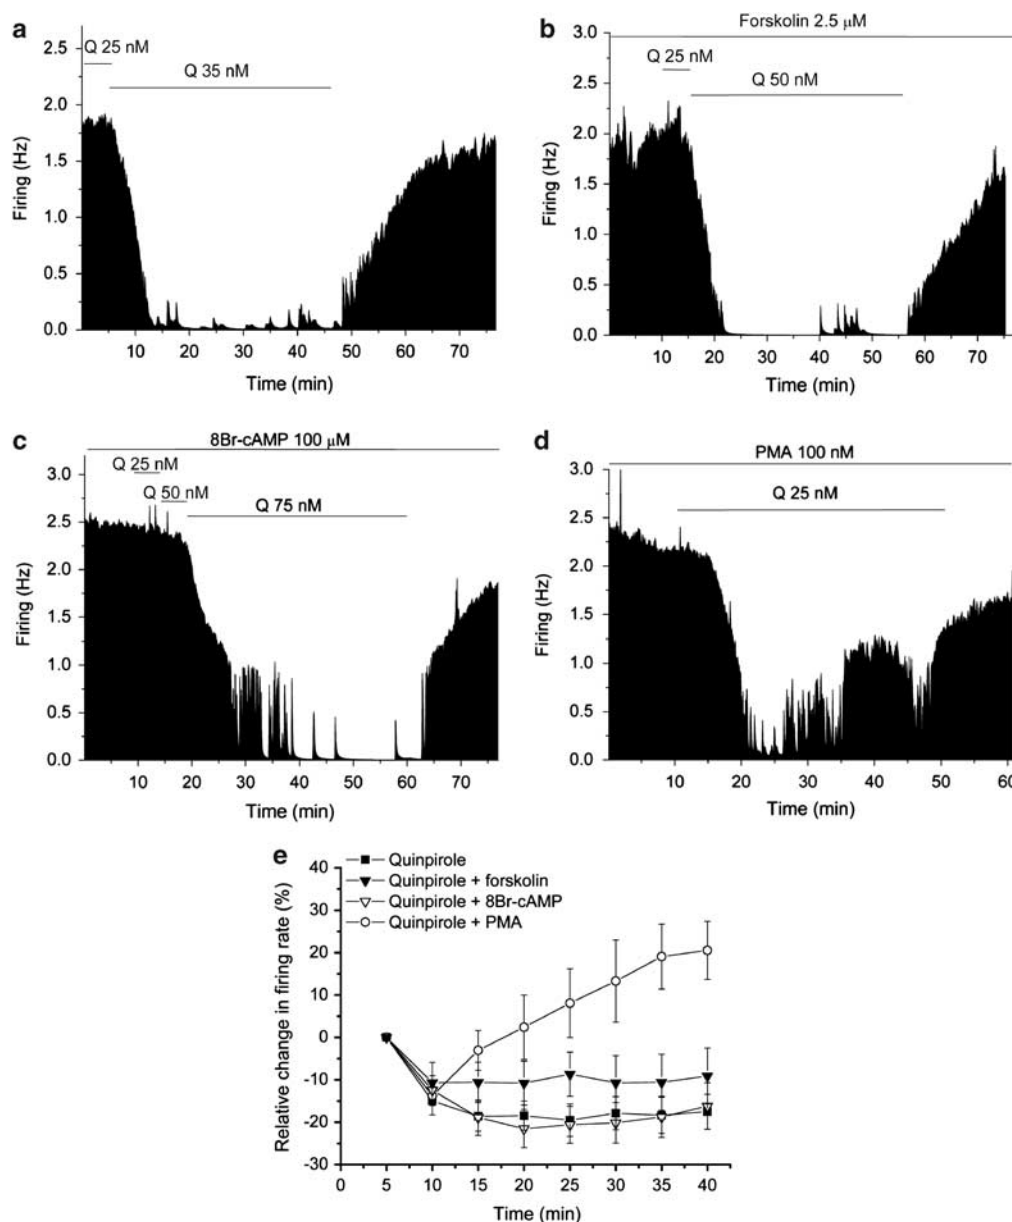 a
Q 25 nM
Q 35 nM
2.5
2.0
1.5
1.0
0.5
0.0
Firing (Hz)
10 20 30 40 50 60 70
Time (min)
b
Forskolin 2.5 μM
Q 25 nM
Q 50 nM
3.0
2.5
2.0
1.5
1.0
0.5
0.0
Firing (Hz)
10 20 30 40 50 60 70
Time (min)
c
8Br-cAMP 100 μM
Q 25 nM
Q 50 nM
Q 75 nM
3.0
2.5
2.0
1.5
1.0
0.5
0.0
Firing (Hz)
10 20 30 40 50 60 70
Time (min)
d
PMA 100 nM
Q 25 nM
3.0
2.5
2.0
1.5
1.0
0.5
0.0
Firing (Hz)
10 20 30 40 50 60
Time (min)
e
Quinpirole
Quinpirole + forskolin
Quinpirole + 8Br-cAMP
Quinpirole + PMA
40
30
20
10
0
-10
-20
-30
Relative change in firing rate (%)
0 5 10 15 20 25 30 35 40
Time (min)